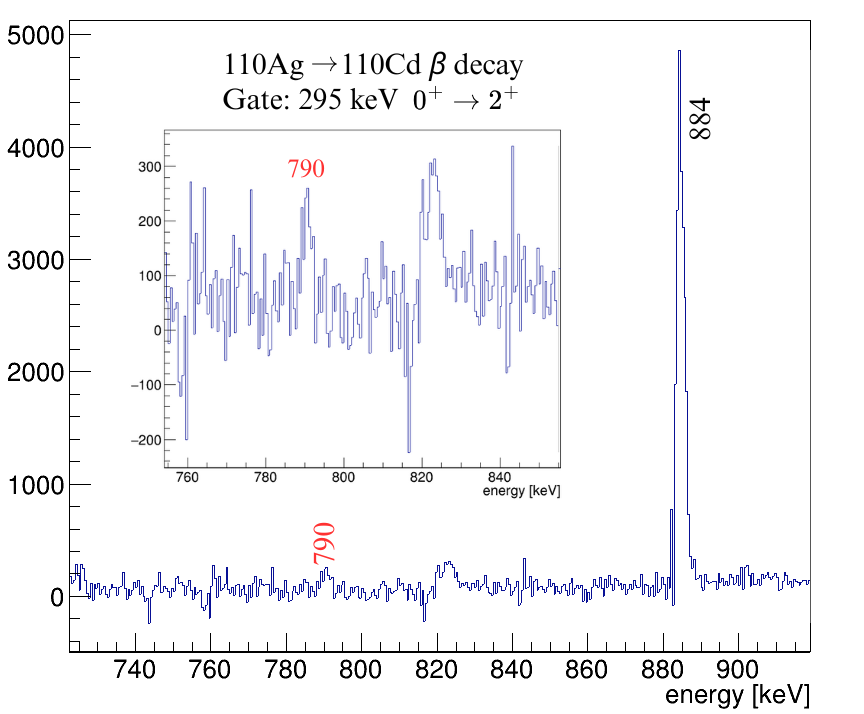 5000
4000
3000
2000
1000
0
110Ag →110Cd β decay
Gate: 295 keV 0⁺ → 2⁺
300
200
100
0
−100
−200
790
760 780 800 820 840
energy [keV]
790
884
740 760 780 800 820 840 860 880 900
energy [keV]